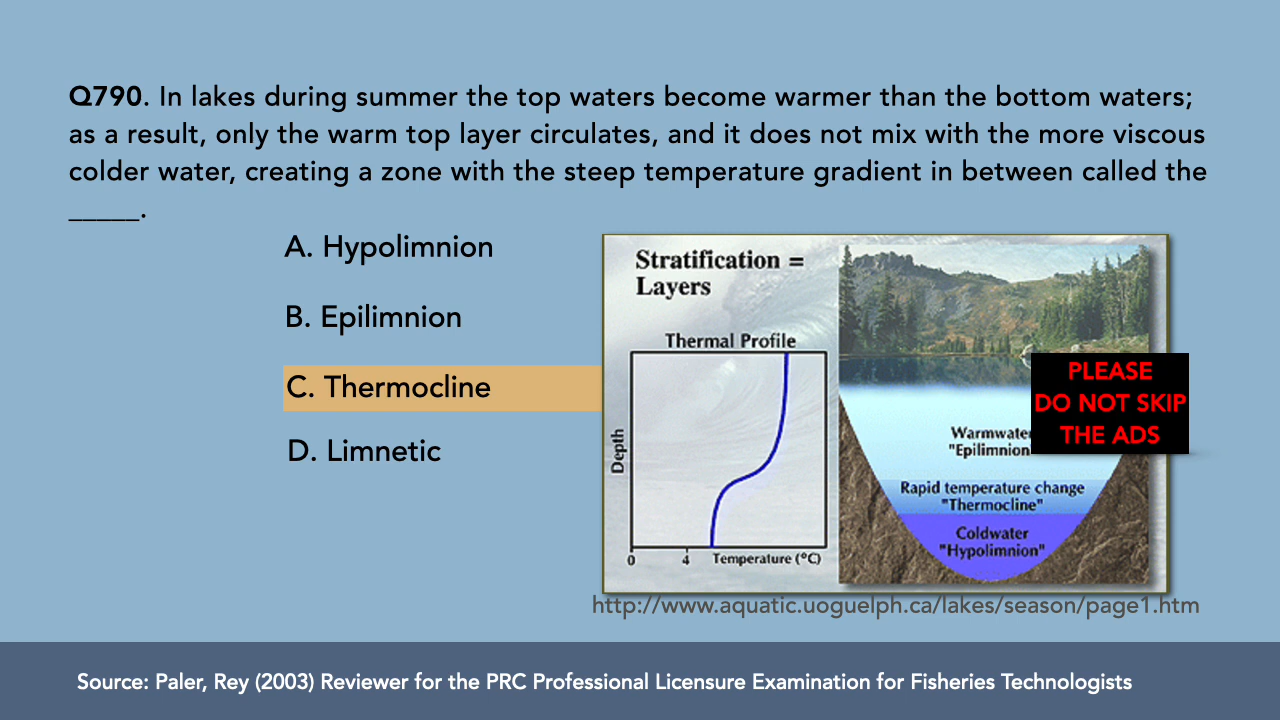 Q790. In lakes during summer the top waters become warmer than the bottom waters;
as a result, only the warm top layer circulates, and it does not mix with the more viscous
colder water, creating a zone with the steep temperature gradient in between called the
_____.
A. Hypolimnion
B. Epilimnion
C. Thermocline
D. Limnetic
Stratification =
Layers
Thermal Profile
Depth
0 4 Temperature (°C)
Warmwater
"Epilimnion
Rapid temperature change
"Thermocline"
Coldwater
"Hypolimnion"
PLEASE
DO NOT SKIP
THE ADS
http://www.aquatic.uoguelph.ca/lakes/season/page1.htm
Source: Paler, Rey (2003) Reviewer for the PRC Professional Licensure Examination for Fisheries Technologists